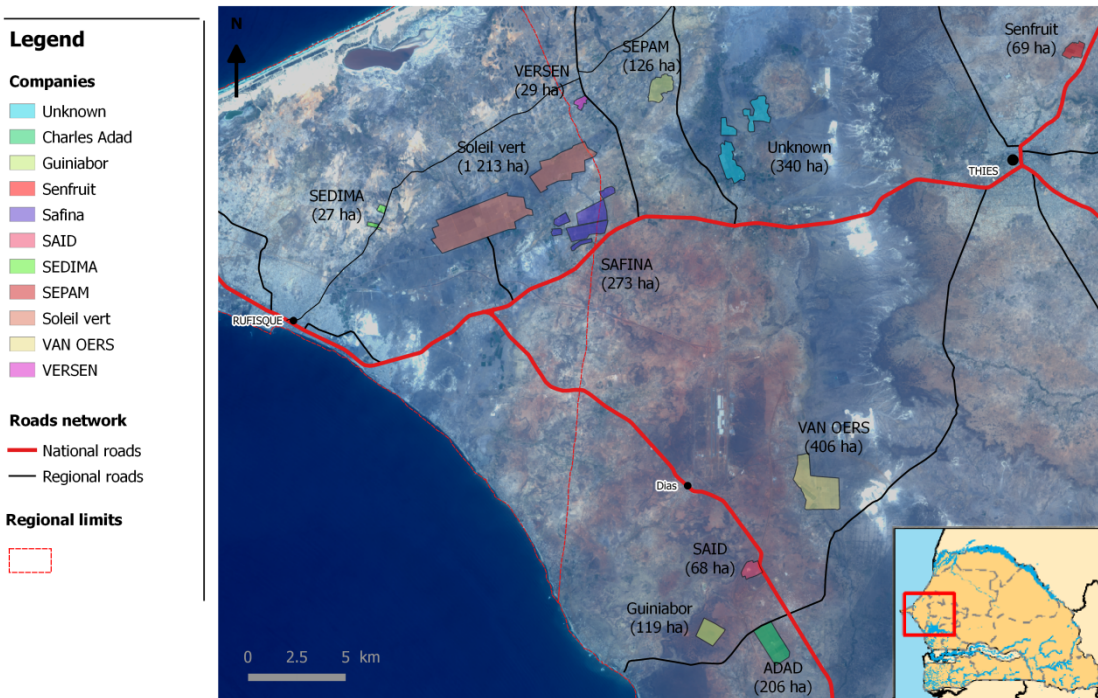 Legend
Companies
Unknown
Charles Adad
Guiniabor
Senfruit
Safina
SAID
SEDIMA
SEPAM
Soleil vert
VAN OERS
VERSEN
Roads network
National roads
Regional roads
Regional limits
N
SEPAM
(126 ha)
Senfruit
(69 ha)
VERSEN
(29 ha)
Soleil vert
(1 213 ha)
Unknown
(340 ha)
THIES
SEDIMA
(27 ha)
SAFINA
(273 ha)
RUFISQUE
VAN OERS
(406 ha)
Dias
SAID
(68 ha)
Guiniabor
(119 ha)
ADAD
(206 ha)
0 2.5 5 km